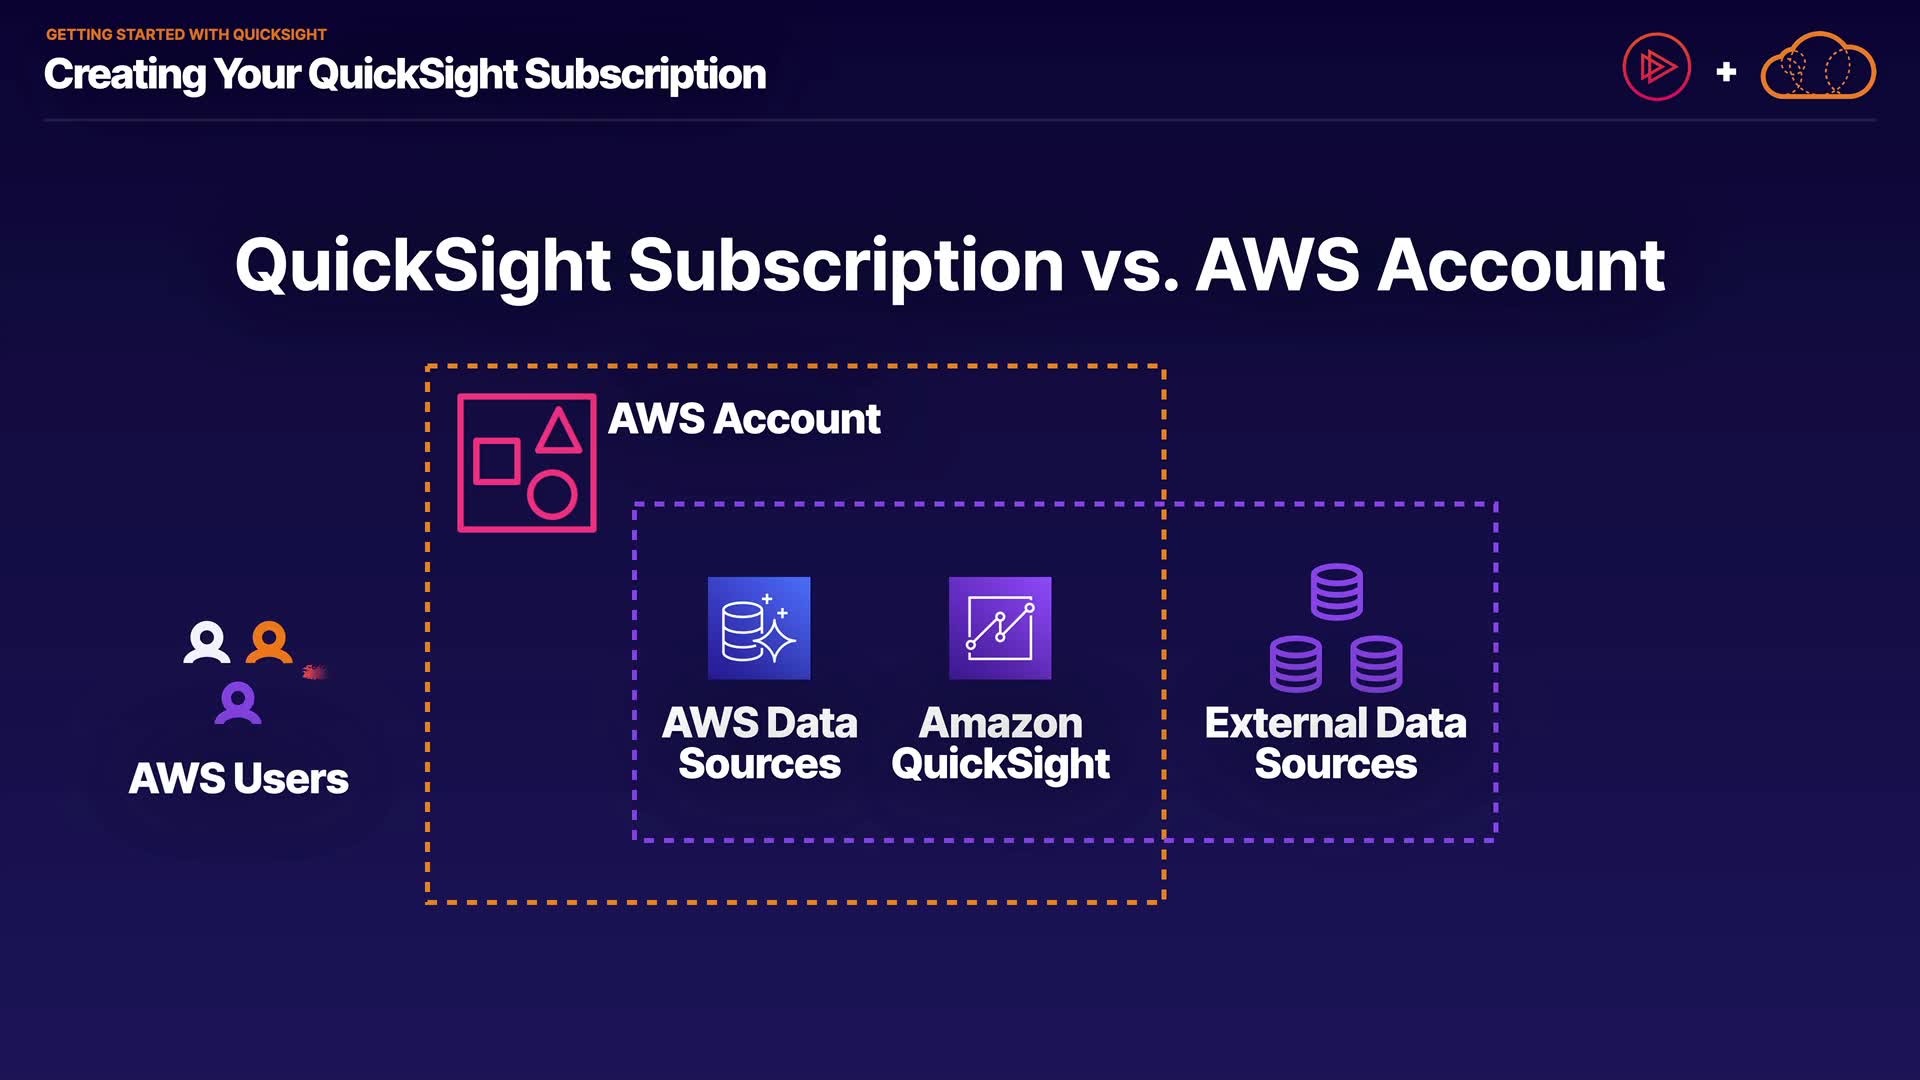 GETTING STARTED WITH QUICKSIGHT
Creating Your QuickSight Subscription
+
QuickSight Subscription vs. AWS Account
AWS Account
AWS Data
Sources
Amazon
QuickSight
External Data
Sources
AWS Users